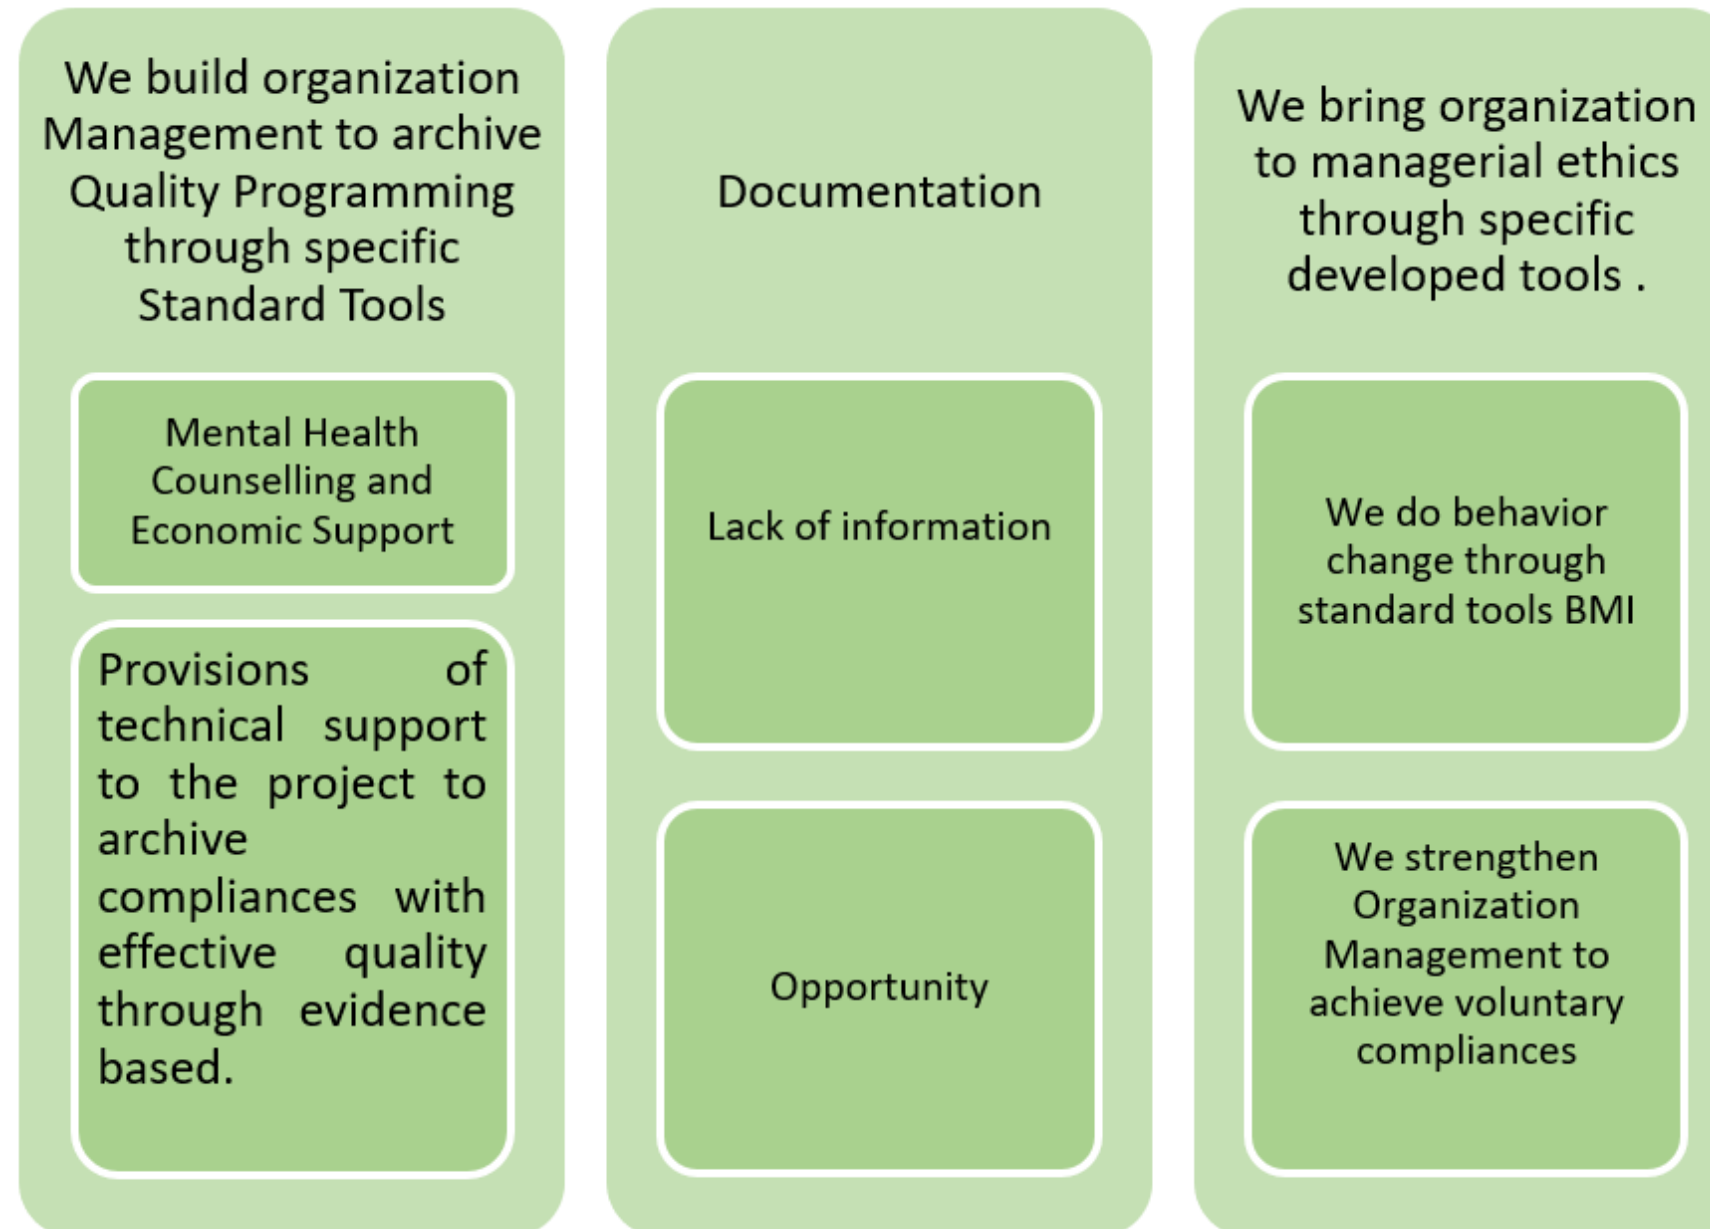 We build organization
Management to archive
Quality Programming
through specific
Standard Tools
Mental Health
Counselling and
Economic Support
Provisions of
technical support
to the project to
archive
compliances with
effective quality
through evidence
based.
Documentation
Lack of information
Opportunity
We bring organization
to managerial ethics
through specific
developed tools .
We do behavior
change through
standard tools BMI
We strengthen
Organization
Management to
achieve voluntary
compliances